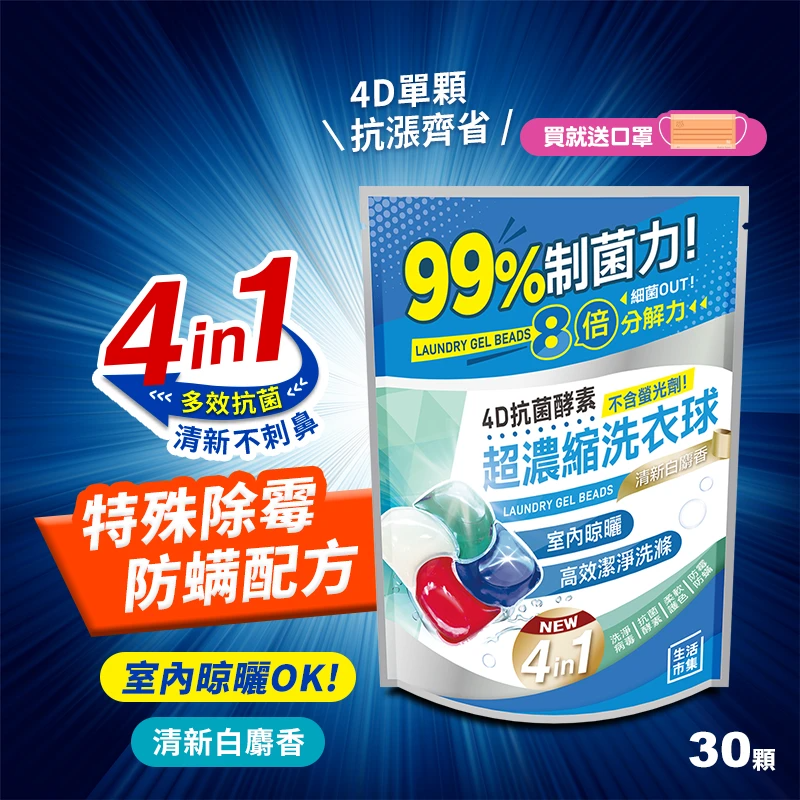 4D單顆
\抗漲齊省/
買就送口罩
4in1
多效抗菌
清新不刺鼻
特殊除霉
防蟎配方
室內晾曬OK!
清新白麝香
99%制菌力!
細菌OUT!
LAUNDRY GEL BEADS 8倍分解力
4D抗菌酵素
不含螢光劑!
超濃縮洗衣球
LAUNDRY GEL BEADS
清新白麝香
室內晾曬
高效潔淨洗滌
NEW
4in1
洗淨病毒
抗菌酵素
柔軟護色
防霉防蟎
生活市集
30顆